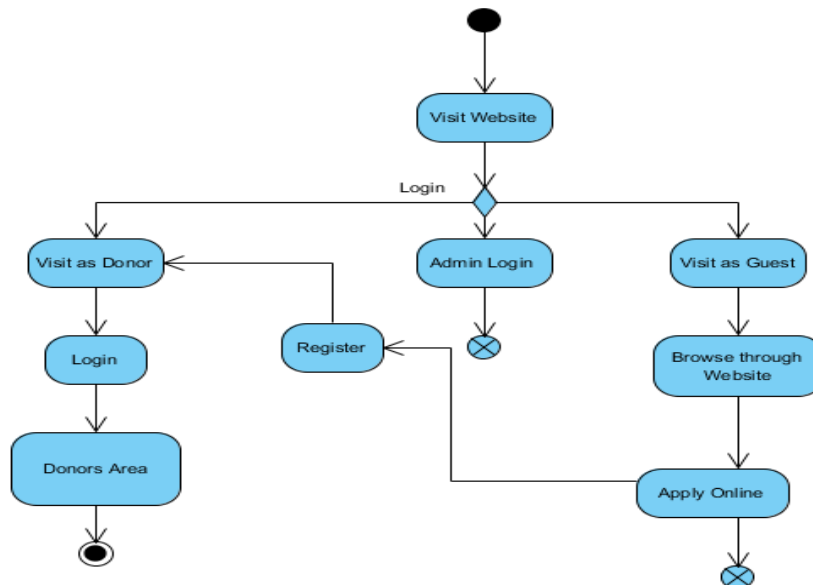 Visit Website
Login
Visit as Donor
Admin Login
Visit as Guest
Register
Login
Browse through
Website
Donors Area
Apply Online